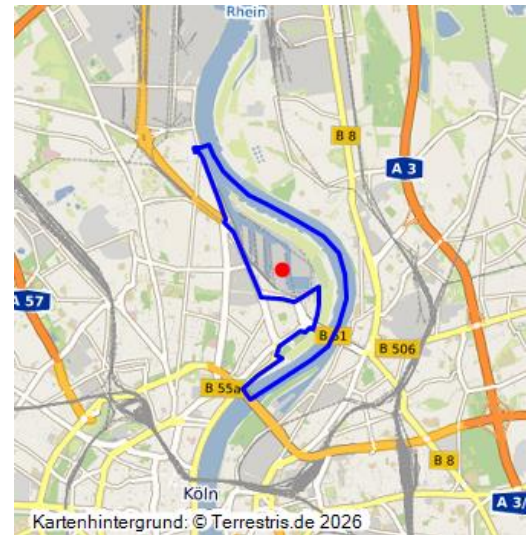 Rhein
B 8
A 3
A 57
B 51
B 506
B 55a
B 8
Köln
A 3/
Kartenhintergrund: © Terrestris.de 2026